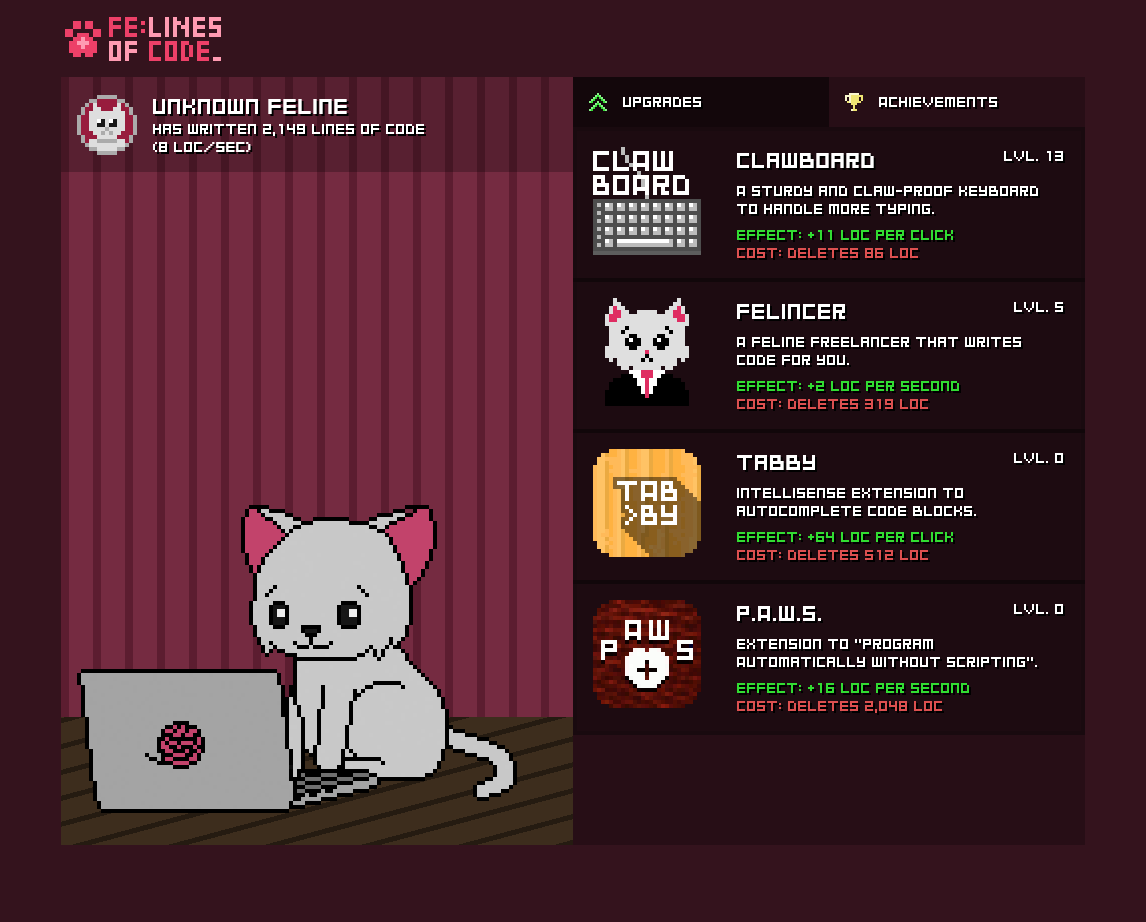 FE:LINES
OF CODE_
UNKNOWN FELINE
HAS WRITTEN 2,149 LINES OF CODE
(8 LOC/SEC)
UPGRADES
ACHIEVEMENTS
CLAW
BOARD
CLAWBOARD
LVL. 13
A STURDY AND CLAW-PROOF KEYBOARD
TO HANDLE MORE TYPING.
EFFECT: +11 LOC PER CLICK
COST: DELETES 86 LOC
FELINCER
LVL. 5
A FELINE FREELANCER THAT WRITES
CODE FOR YOU.
EFFECT: +2 LOC PER SECOND
COST: DELETES 319 LOC
TAB
>BY
TABBY
LVL. 0
INTELLISENSE EXTENSION TO
AUTOCOMPLETE CODE BLOCKS.
EFFECT: +64 LOC PER CLICK
COST: DELETES 512 LOC
PAWS
P.A.W.S.
LVL. 0
EXTENSION TO "PROGRAM
AUTOMATICALLY WITHOUT SCRIPTING".
EFFECT: +16 LOC PER SECOND
COST: DELETES 2,048 LOC